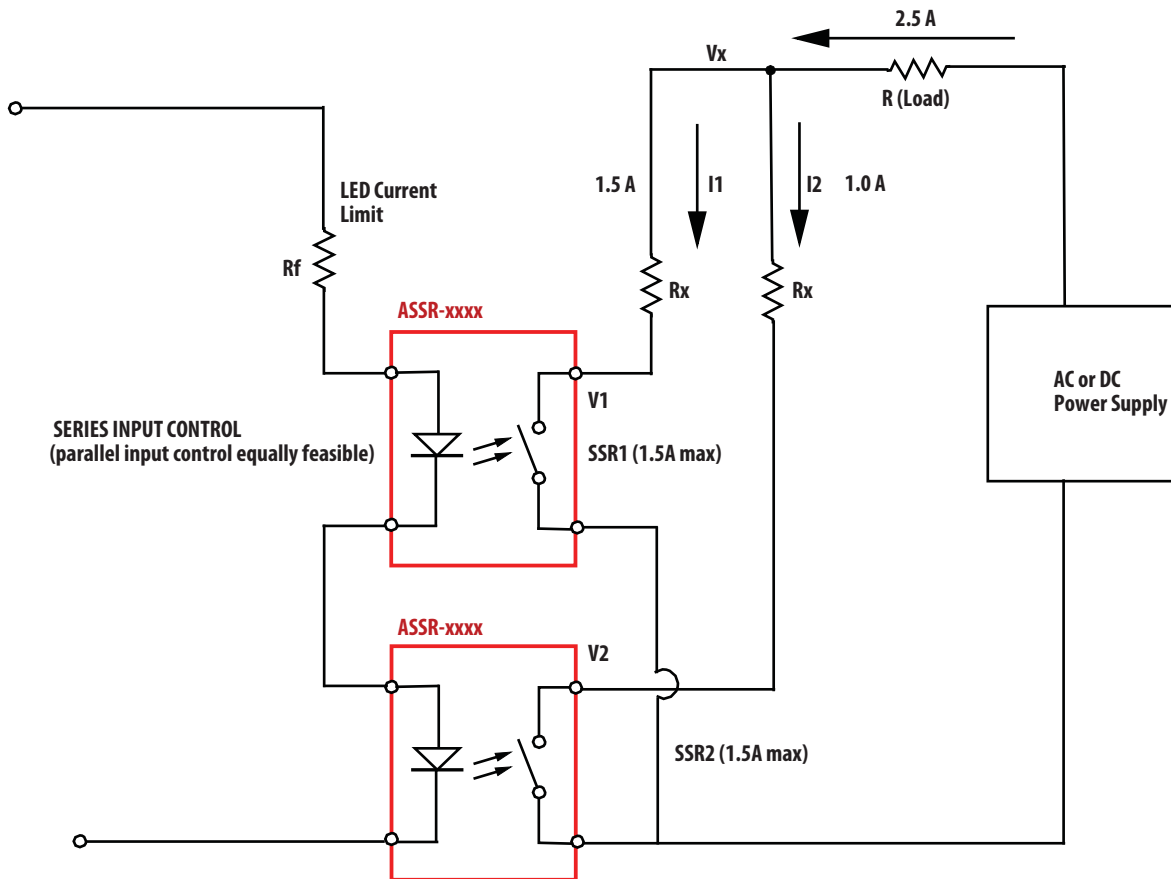 2.5 A
Vx
R (Load)
LED Current
Limit
1.5 A
I1
I2
1.0 A
Rf
Rx
Rx
ASSR-xxxx
V1
AC or DC
Power Supply
SERIES INPUT CONTROL
(parallel input control equally feasible)
SSR1 (1.5A max)
ASSR-xxxx
V2
SSR2 (1.5A max)